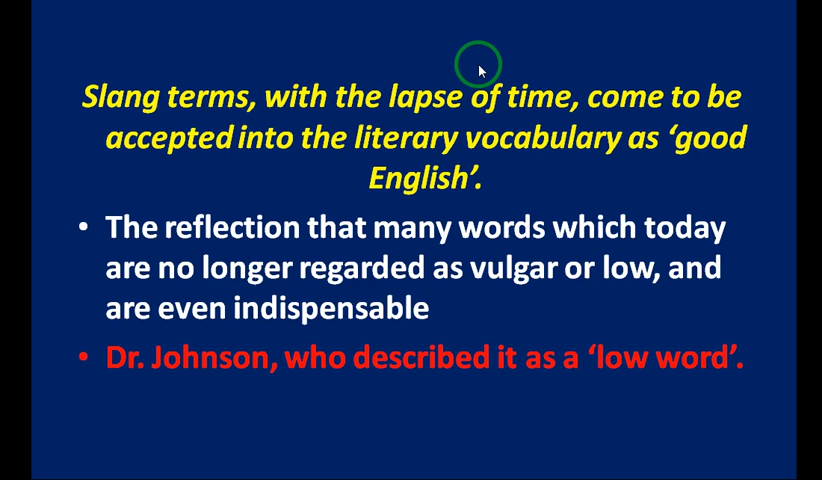 Slang terms, with the lapse of time, come to be
accepted into the literary vocabulary as ‘good
English’.
• The reflection that many words which today
are no longer regarded as vulgar or low, and
are even indispensable
• Dr. Johnson, who described it as a ‘low word’.